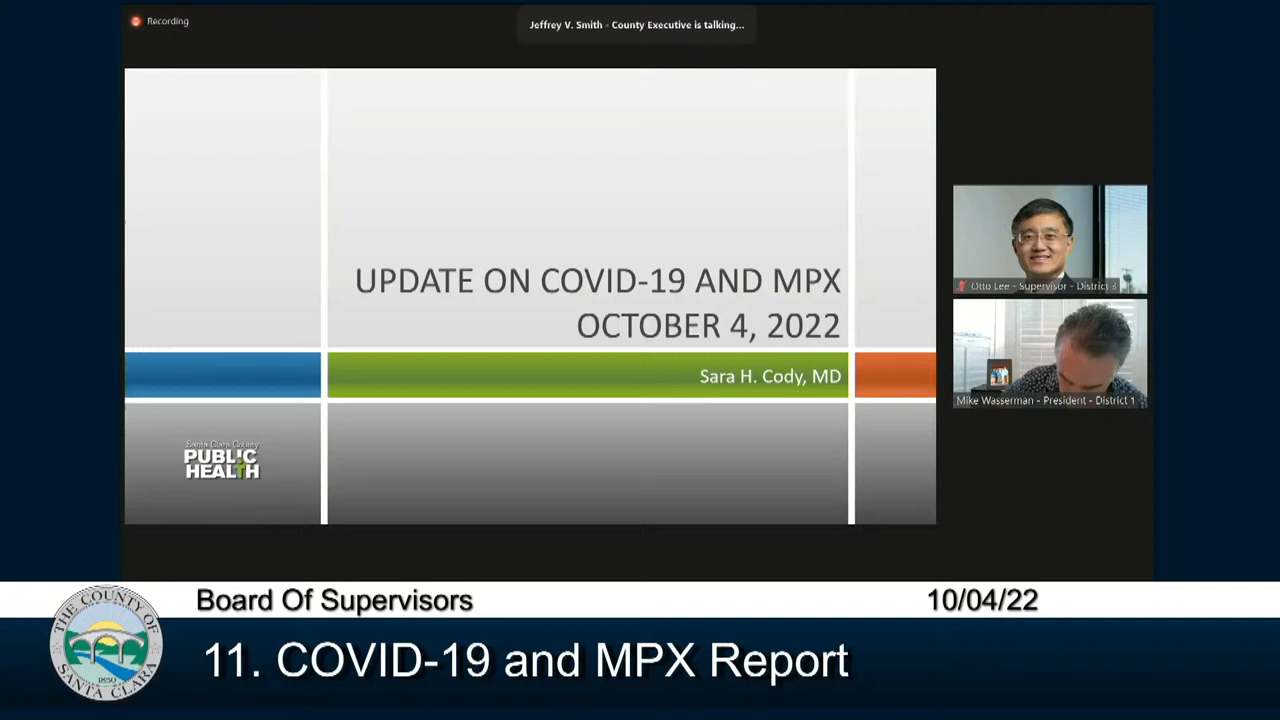 Recording
Jeffrey V. Smith - County Executive is talking...
UPDATE ON COVID-19 AND MPX
OCTOBER 4, 2022
Sara H. Cody, MD
Santa Clara County
PUBLIC
HEALTH
Otto Lee - Supervisor - District 3
Mike Wasserman - President - District 1
Board Of Supervisors
10/04/22
THE COUNTY OF
SANTA CLARA
1850
11. COVID-19 and MPX Report